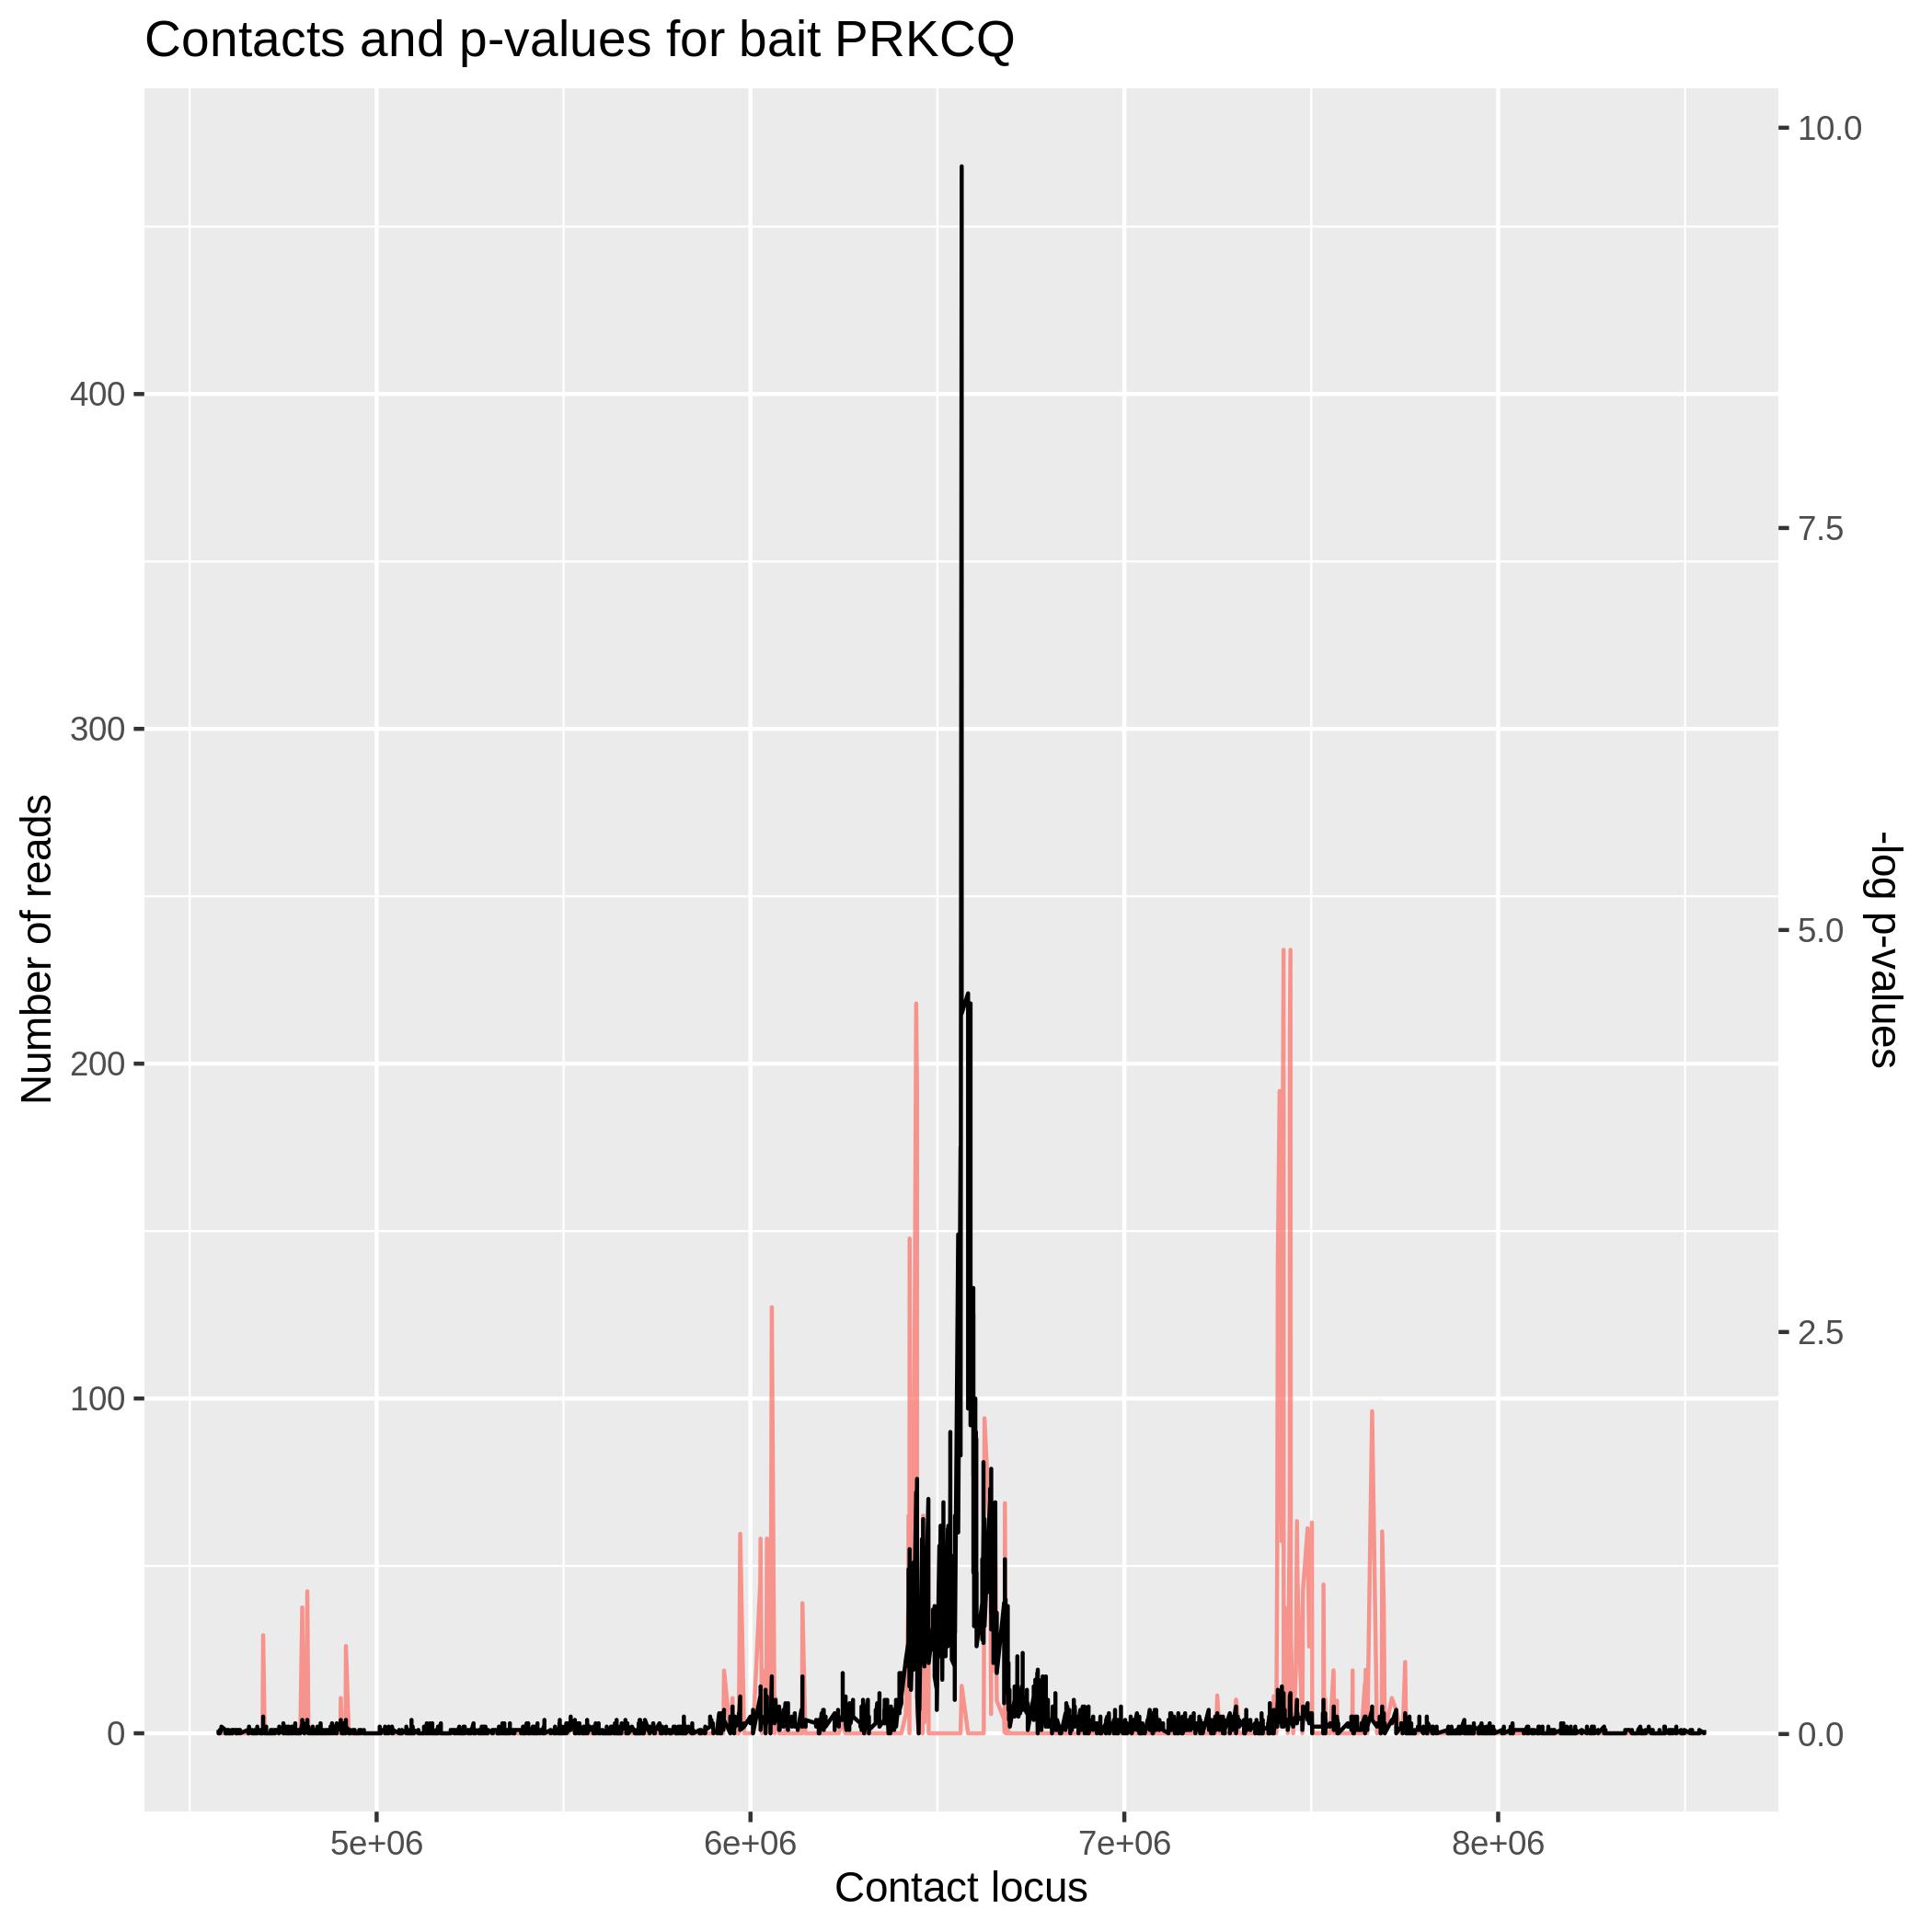 Contacts and p-values for bait PRKCQ
Number of reads
400
300
200
100
0
10.0
7.5
5.0
2.5
0.0
-log p-values
5e+06
6e+06
7e+06
8e+06
Contact locus